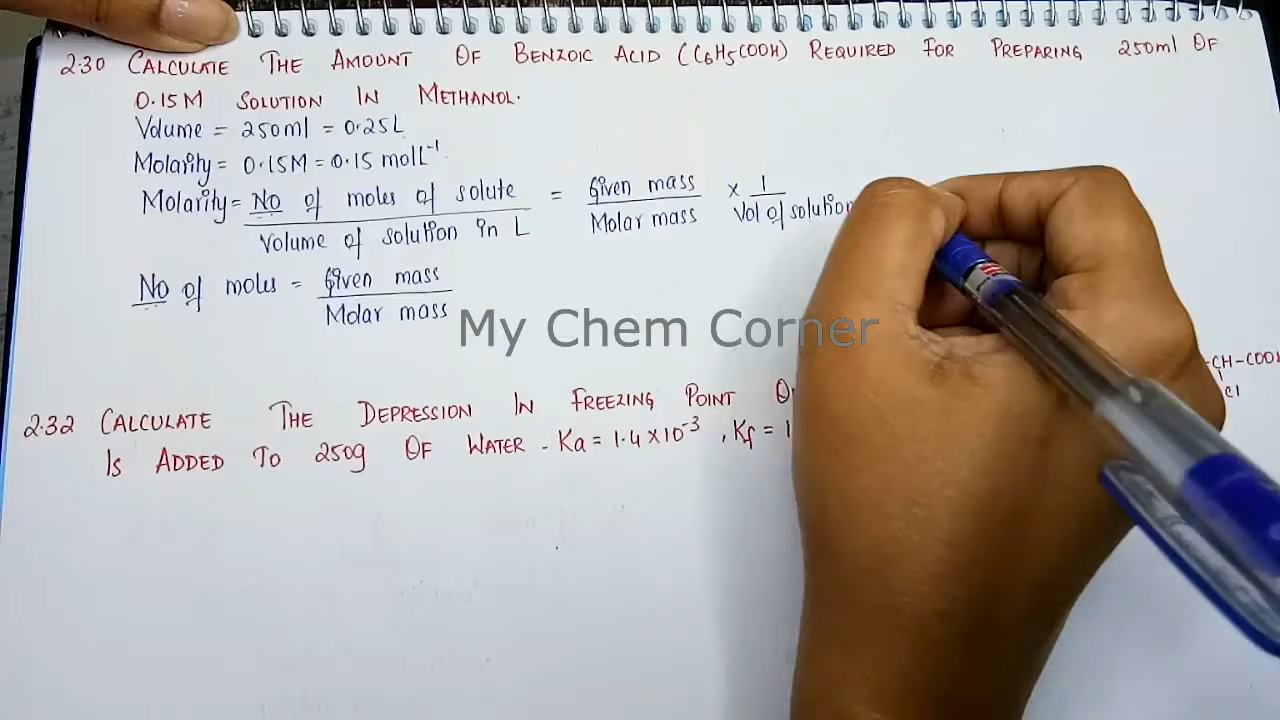 2.30 CALCULATE THE AMOUNT OF BENZOIC ACID (C6H5COOH) REQUIRED FOR PREPARING 250ml OF
0.15M SOLUTION IN METHANOL.
Volume = 250ml = 0.25L
Molarity = 0.15M = 0.15 molL⁻¹
Molarity = No of moles of solute / Volume of solution in L = Given mass / Molar mass × 1 / Vol of solution
No of moles = Given mass / Molar mass
My Chem Corner
-CH-COOH
Cl
2.32 CALCULATE THE DEPRESSION IN FREEZING POINT
IS ADDED TO 250g OF WATER. Ka = 1.4×10⁻³, Kf = 1